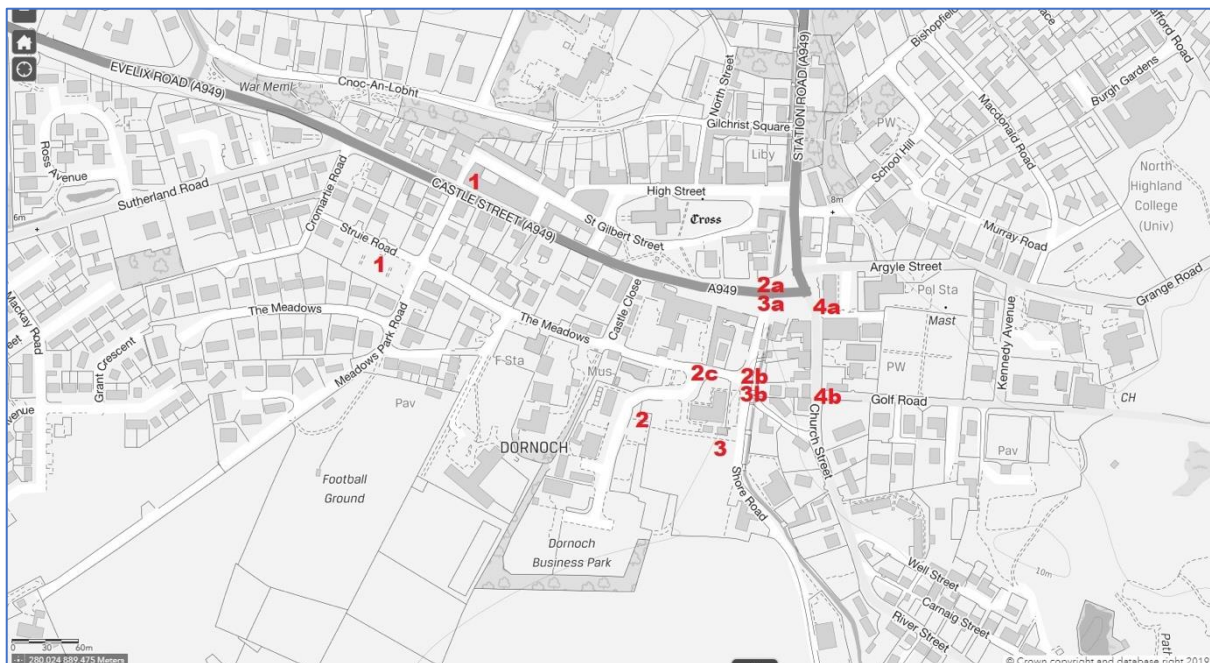 EVELIX ROAD (A949)
War Meml
Cnoc-An-Lobht
North Street
STATION ROAD (A949)
Macdonald Road
Burgh Gardens
Gilchrist Square
Liby
PW
School Hill
North
Highland
College
(Univ)
Ross Avenue
Sutherland Road
6m
Cromartie Road
1
CASTLE STREET (A949)
High Street
8m
St Gilbert Street
Cross
Murray Road
Struie Road
1
Argyle Street
Grange Road
Mackay Road
A949
2a
3a
4a
Pol Sta
Mast
The Meadows
Grant Crescent
Meadows Park Road
The Meadows
Castle Close
Kennedy Avenue
F Sta
Mus
2c
2b
3b
4b
PW
Golf Road
CH
Avenue
Pav
2
DORNOCH
3
Church Street
Pav
Football
Ground
Shore Road
Dornoch
Business Park
10m
Well Street
Carnaig Street
River Street
Path
0 30 60m
280,024 889,475 Meters
© Crown copyright and database right 2019